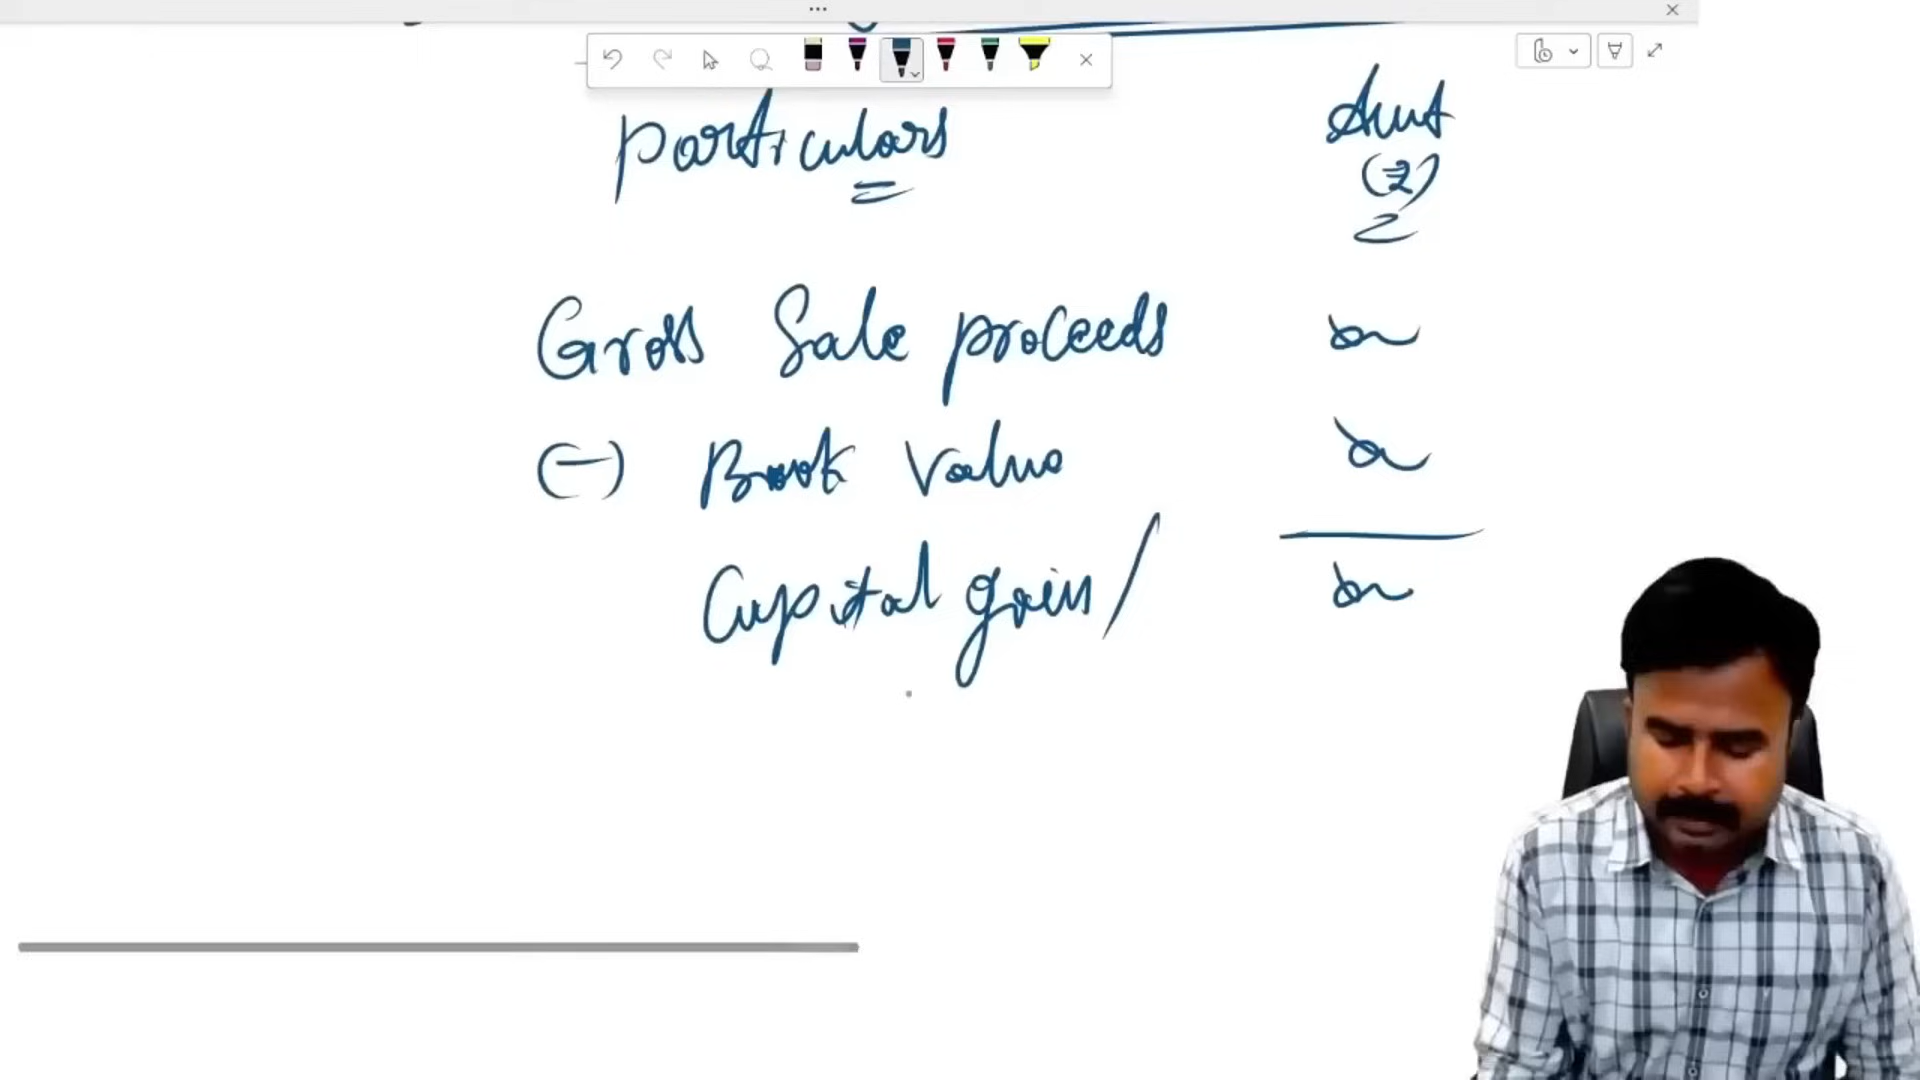 Particulars Amt
(₹)
Gross Sale proceeds xx
(-) Book Value xx
Capital gain/ xx